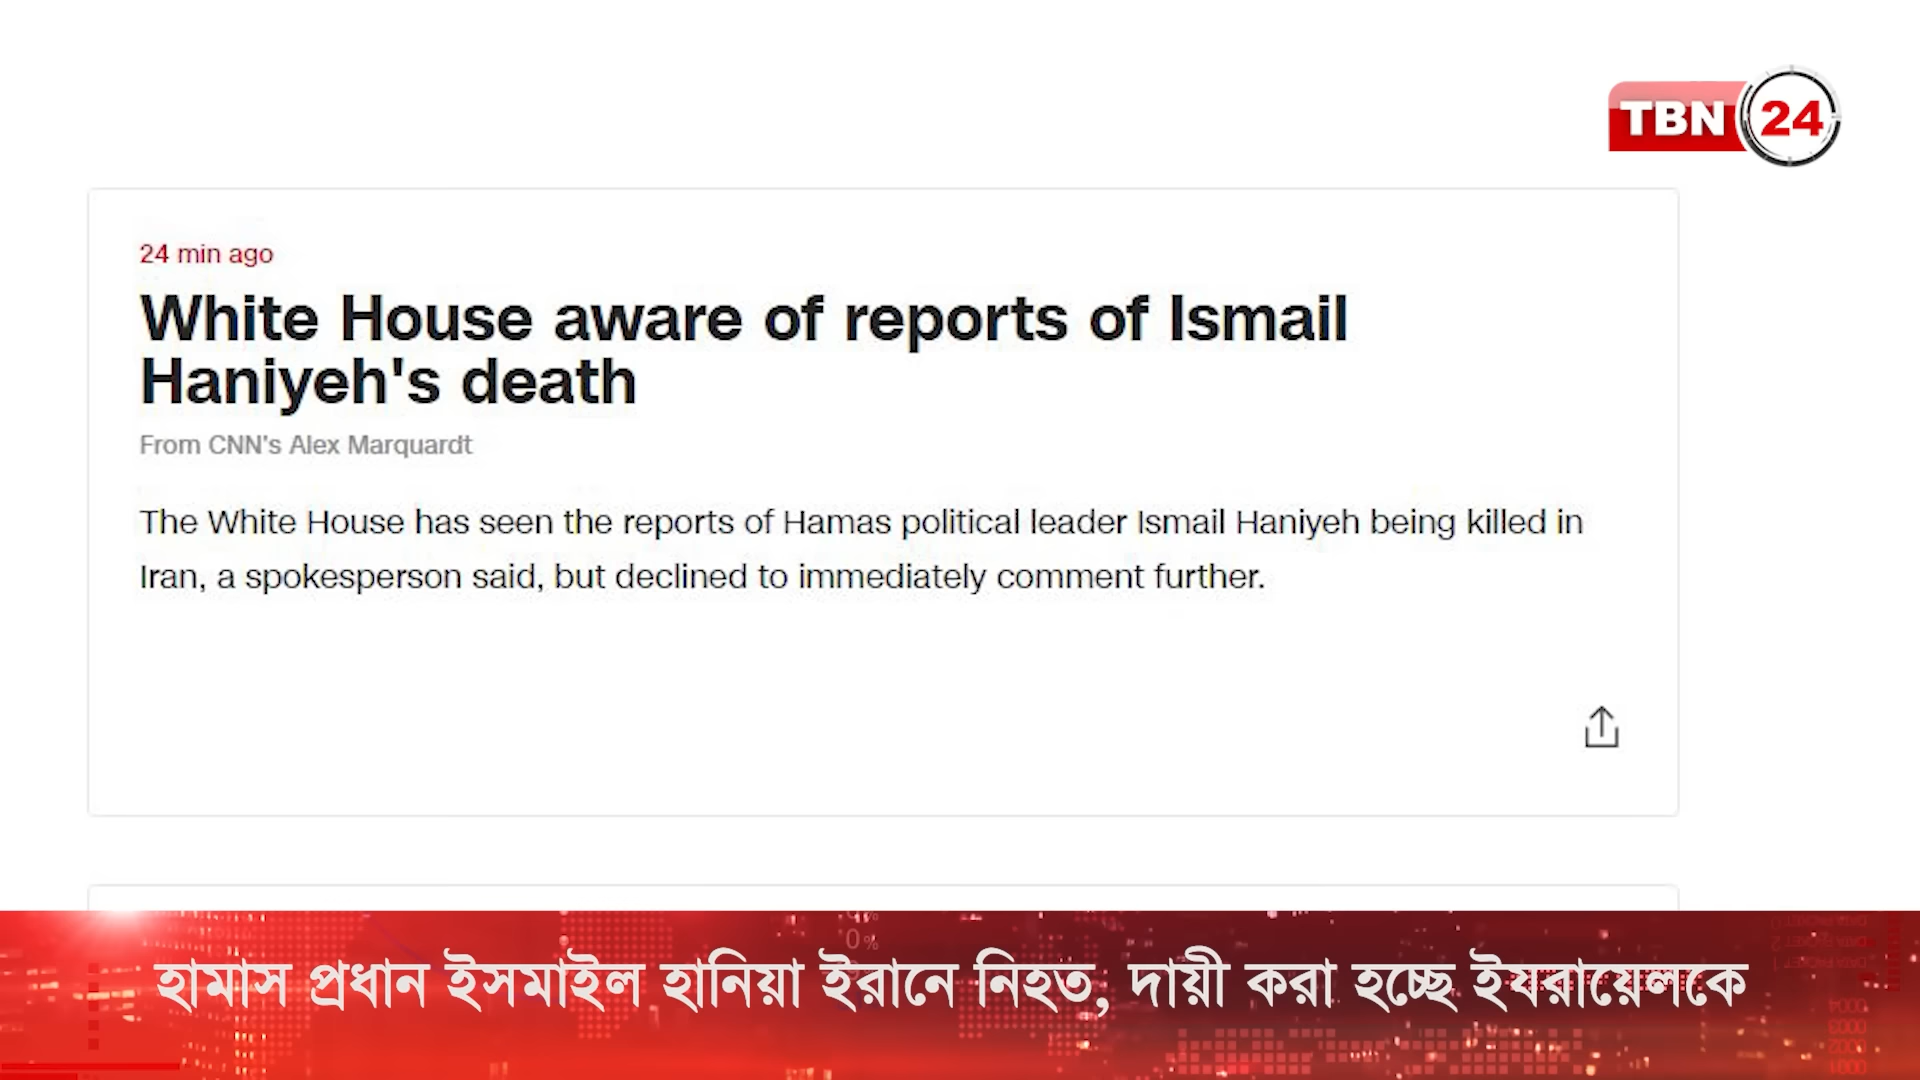 TBN 24
24 min ago
White House aware of reports of Ismail
Haniyeh's death
From CNN's Alex Marquardt
The White House has seen the reports of Hamas political leader Ismail Haniyeh being killed in
Iran, a spokesperson said, but declined to immediately comment further.
হামাস প্রধান ইসমাইল হানিয়া ইরানে নিহত, দায়ী করা হচ্ছে ইযরায়েলকে